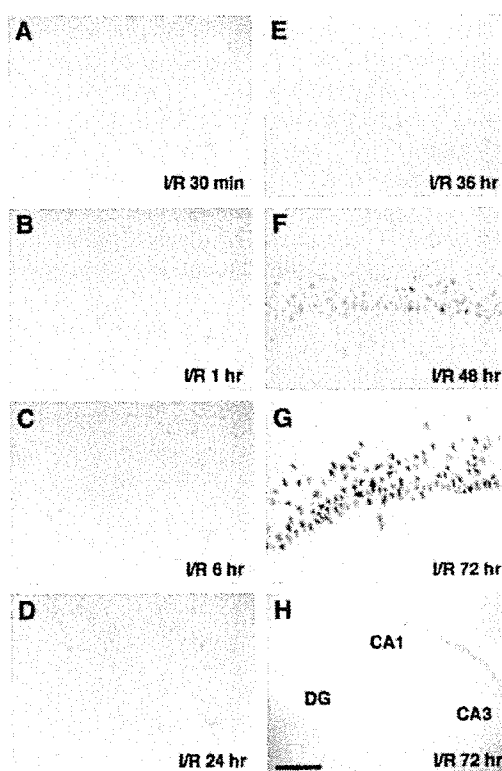 A
I/R 30 min
B
I/R 1 hr
C
I/R 6 hr
D
I/R 24 hr
E
I/R 36 hr
F
I/R 48 hr
G
I/R 72 hr
H
CA1
DG
CA3
I/R 72 hr